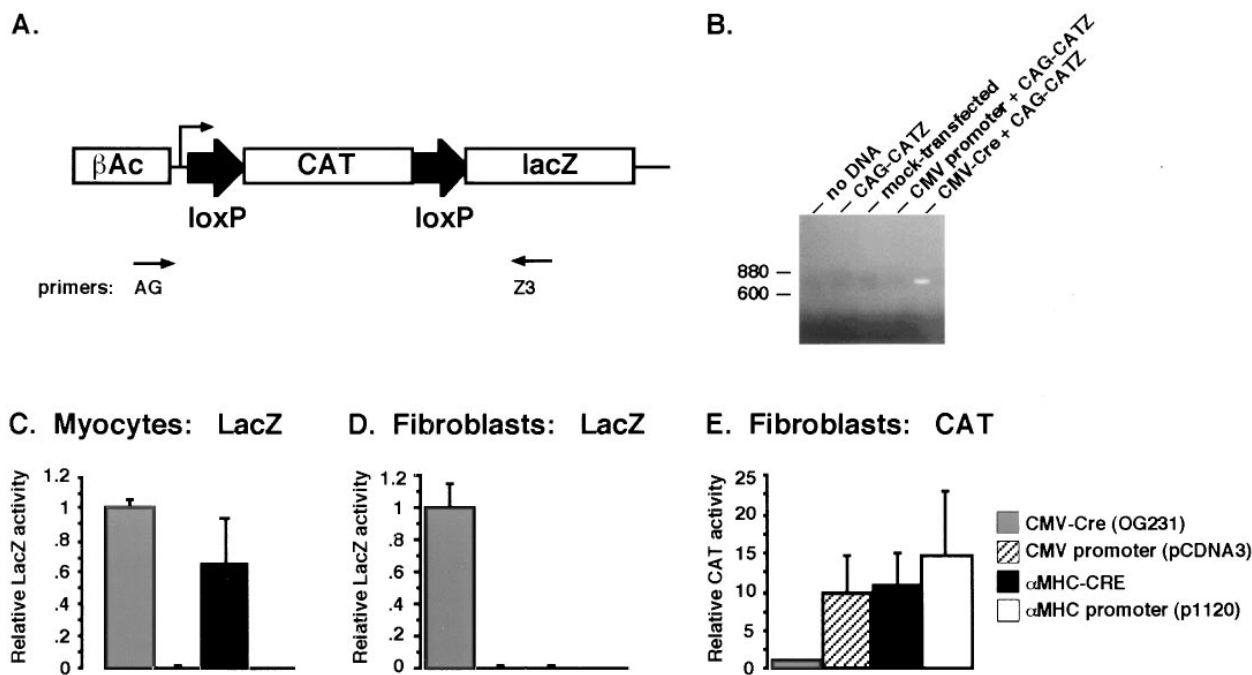 A.
βAc
CAT
lacZ
loxP
loxP
primers:
AG
Z3
B.
no DNA
CAG-CATZ
mock-transfected
CMV promoter + CAG-CATZ
CMV-Cre + CAG-CATZ
880
600
C. Myocytes: LacZ
Relative LacZ activity
1.2
1
.8
.6
.4
.2
0
D. Fibroblasts: LacZ
Relative LacZ activity
1.2
1
.8
.6
.4
.2
0
E. Fibroblasts: CAT
Relative CAT activity
25
20
15
10
5
0
CMV-Cre (OG231)
CMV promoter (pCDNA3)
αMHC-CRE
αMHC promoter (p1120)